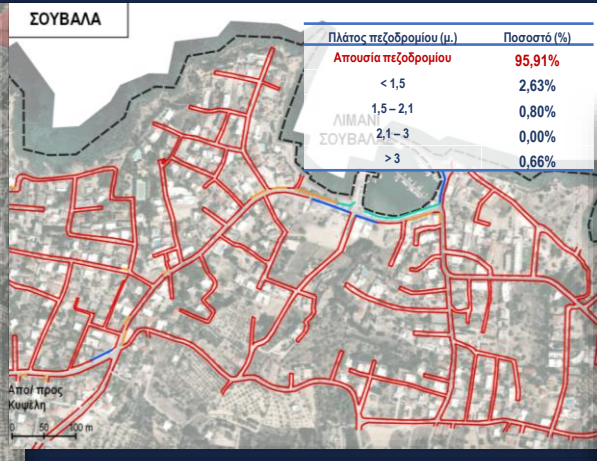 ΣΟΥΒΑΛΑ
Πλάτος πεζοδρομίου (μ.) Ποσοστό (%)
Απουσία πεζοδρομίου 95,91%
< 1,5 2,63%
1,5 – 2,1 0,80%
2,1 – 3 0,00%
> 3 0,66%
ΛΙΜΑΝΙ
ΣΟΥΒΑΛΑΣ
Από/ προς
Κυψέλη
0 50 100 m